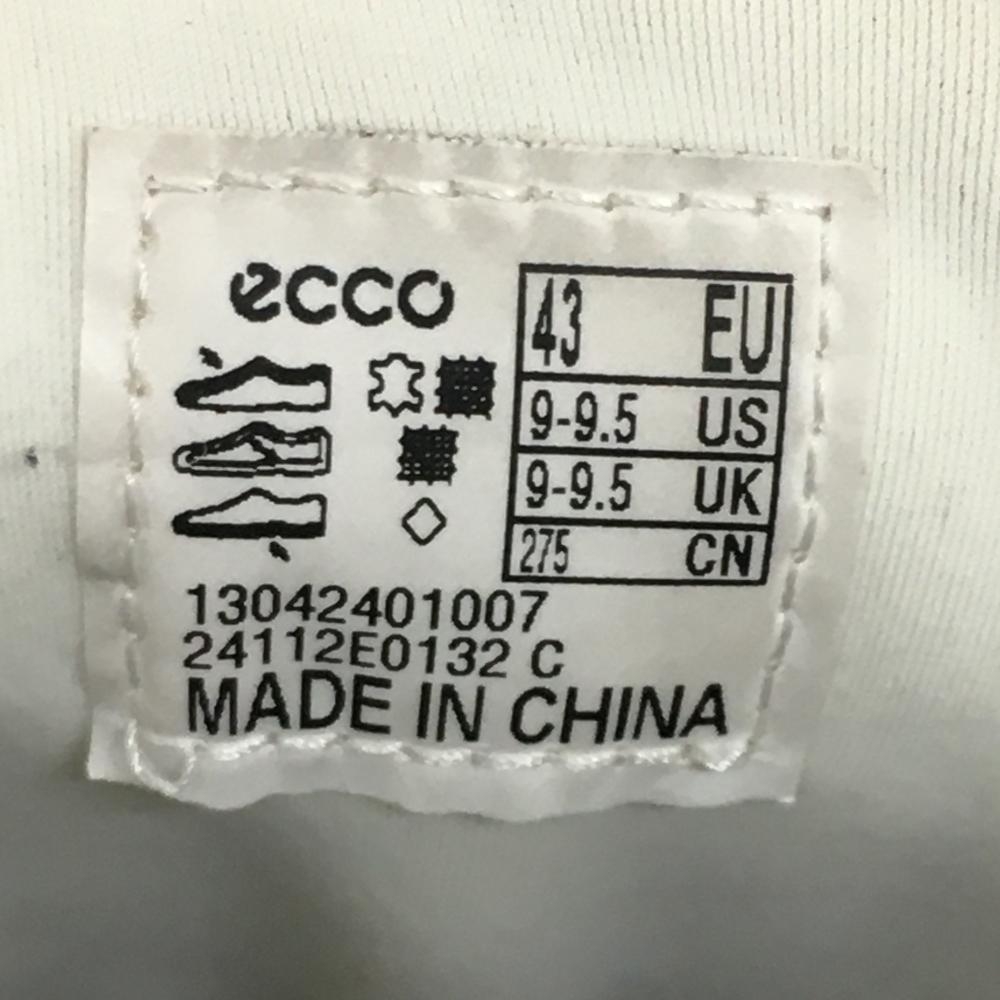 ecco
43 EU
9-9.5 US
9-9.5 UK
275 CN
13042401007
24112E0132 C
MADE IN CHINA